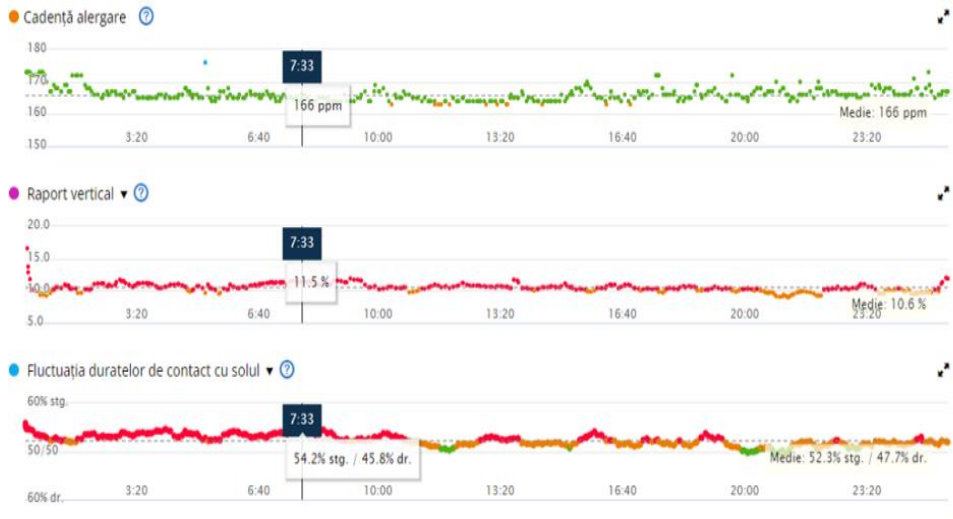 Cadență alergare ?
180
7:33
170
166 ppm
160
Medie: 166 ppm
150
3:20 6:40 10:00 13:20 16:40 20:00 23:20
Raport vertical ▼ ?
20.0
7:33
15.0
11.5 %
10.0
Medie: 10.6 %
5.0
3:20 6:40 10:00 13:20 16:40 20:00 23:20
Fluctuația duratelor de contact cu solul ▼ ?
60% stg.
7:33
50/50
54.2% stg. / 45.8% dr.
Medie: 52.3% stg. / 47.7% dr.
60% dr.
3:20 6:40 10:00 13:20 16:40 20:00 23:20